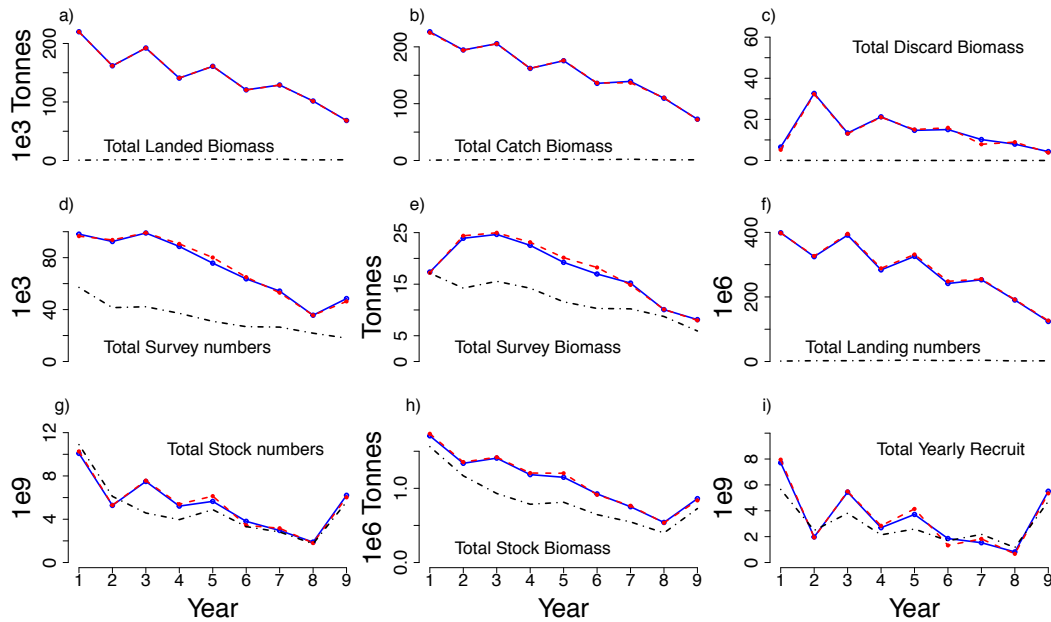 a)
b)
c)
1e3 Tonnes
0
100
200
Total Landed Biomass
0
100
200
Total Catch Biomass
0
20
40
60
Total Discard Biomass
d)
e)
f)
1e3
0
40
80
Total Survey numbers
Tonnes
0
5
15
25
Total Survey Biomass
1e6
0
200
400
Total Landing numbers
g)
h)
i)
1e9
0
4
8
12
Total Stock numbers
1e6 Tonnes
0.0
1.0
Total Stock Biomass
1e9
0
2
4
6
8
Total Yearly Recruit
1 2 3 4 5 6 7 8 9
1 2 3 4 5 6 7 8 9
1 2 3 4 5 6 7 8 9
Year
Year
Year